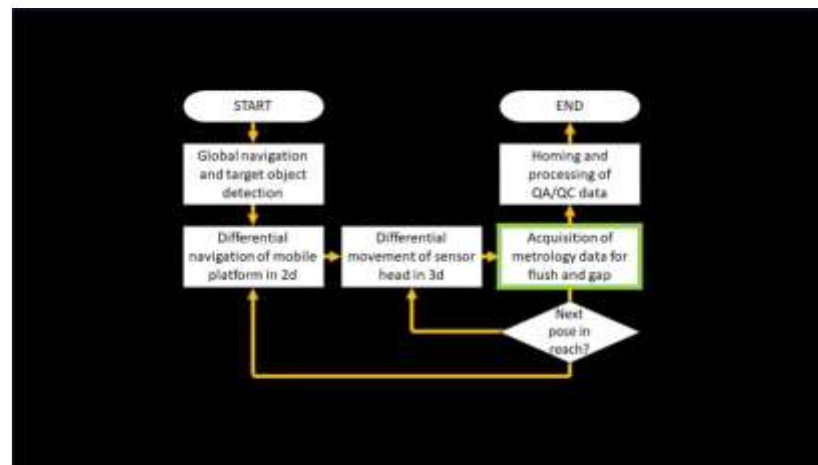 START
Global navigation
and target object
detection
Differential
navigation of mobile
platform in 2d
Differential
movement of sensor
head in 3d
Acquisition of
metrology data for
flush and gap
Next
pose in
reach?
Homing and
processing of
QA/QC data
END